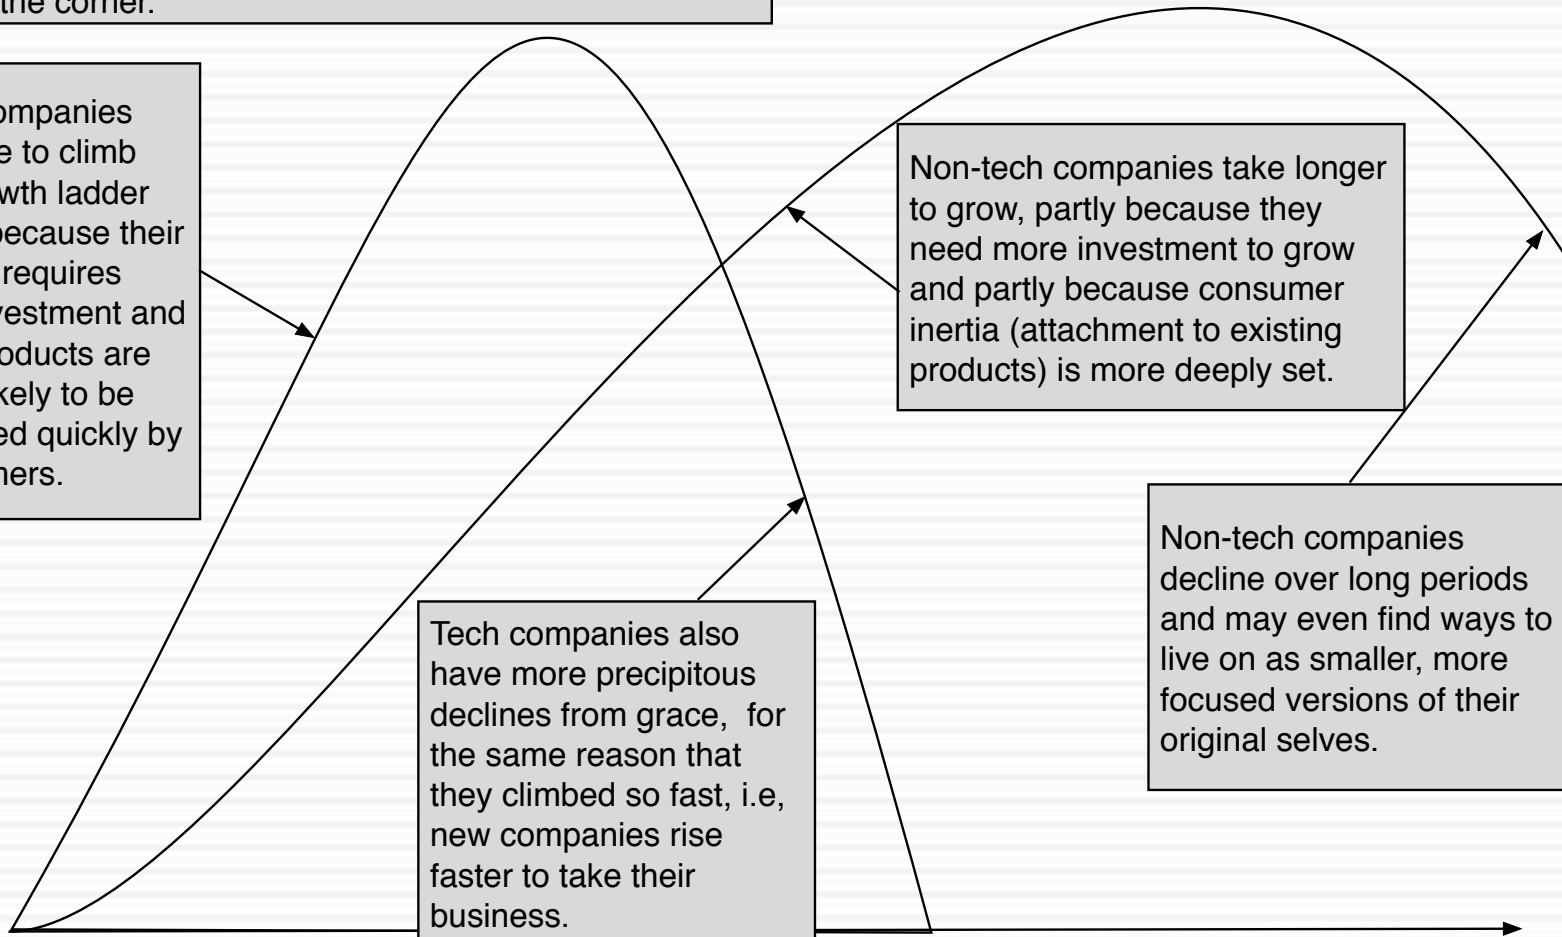 the corner.
ompanies
e to climb
wth ladder
because their
requires
vestment and
oducts are
kely to be
ed quickly by
ners.
Non-tech companies take longer
to grow, partly because they
need more investment to grow
and partly because consumer
inertia (attachment to existing
products) is more deeply set.
Tech companies also
have more precipitous
declines from grace,  for
the same reason that
they climbed so fast, i.e,
new companies rise
faster to take their
business.
Non-tech companies
decline over long periods
and may even find ways to
live on as smaller, more
focused versions of their
original selves.